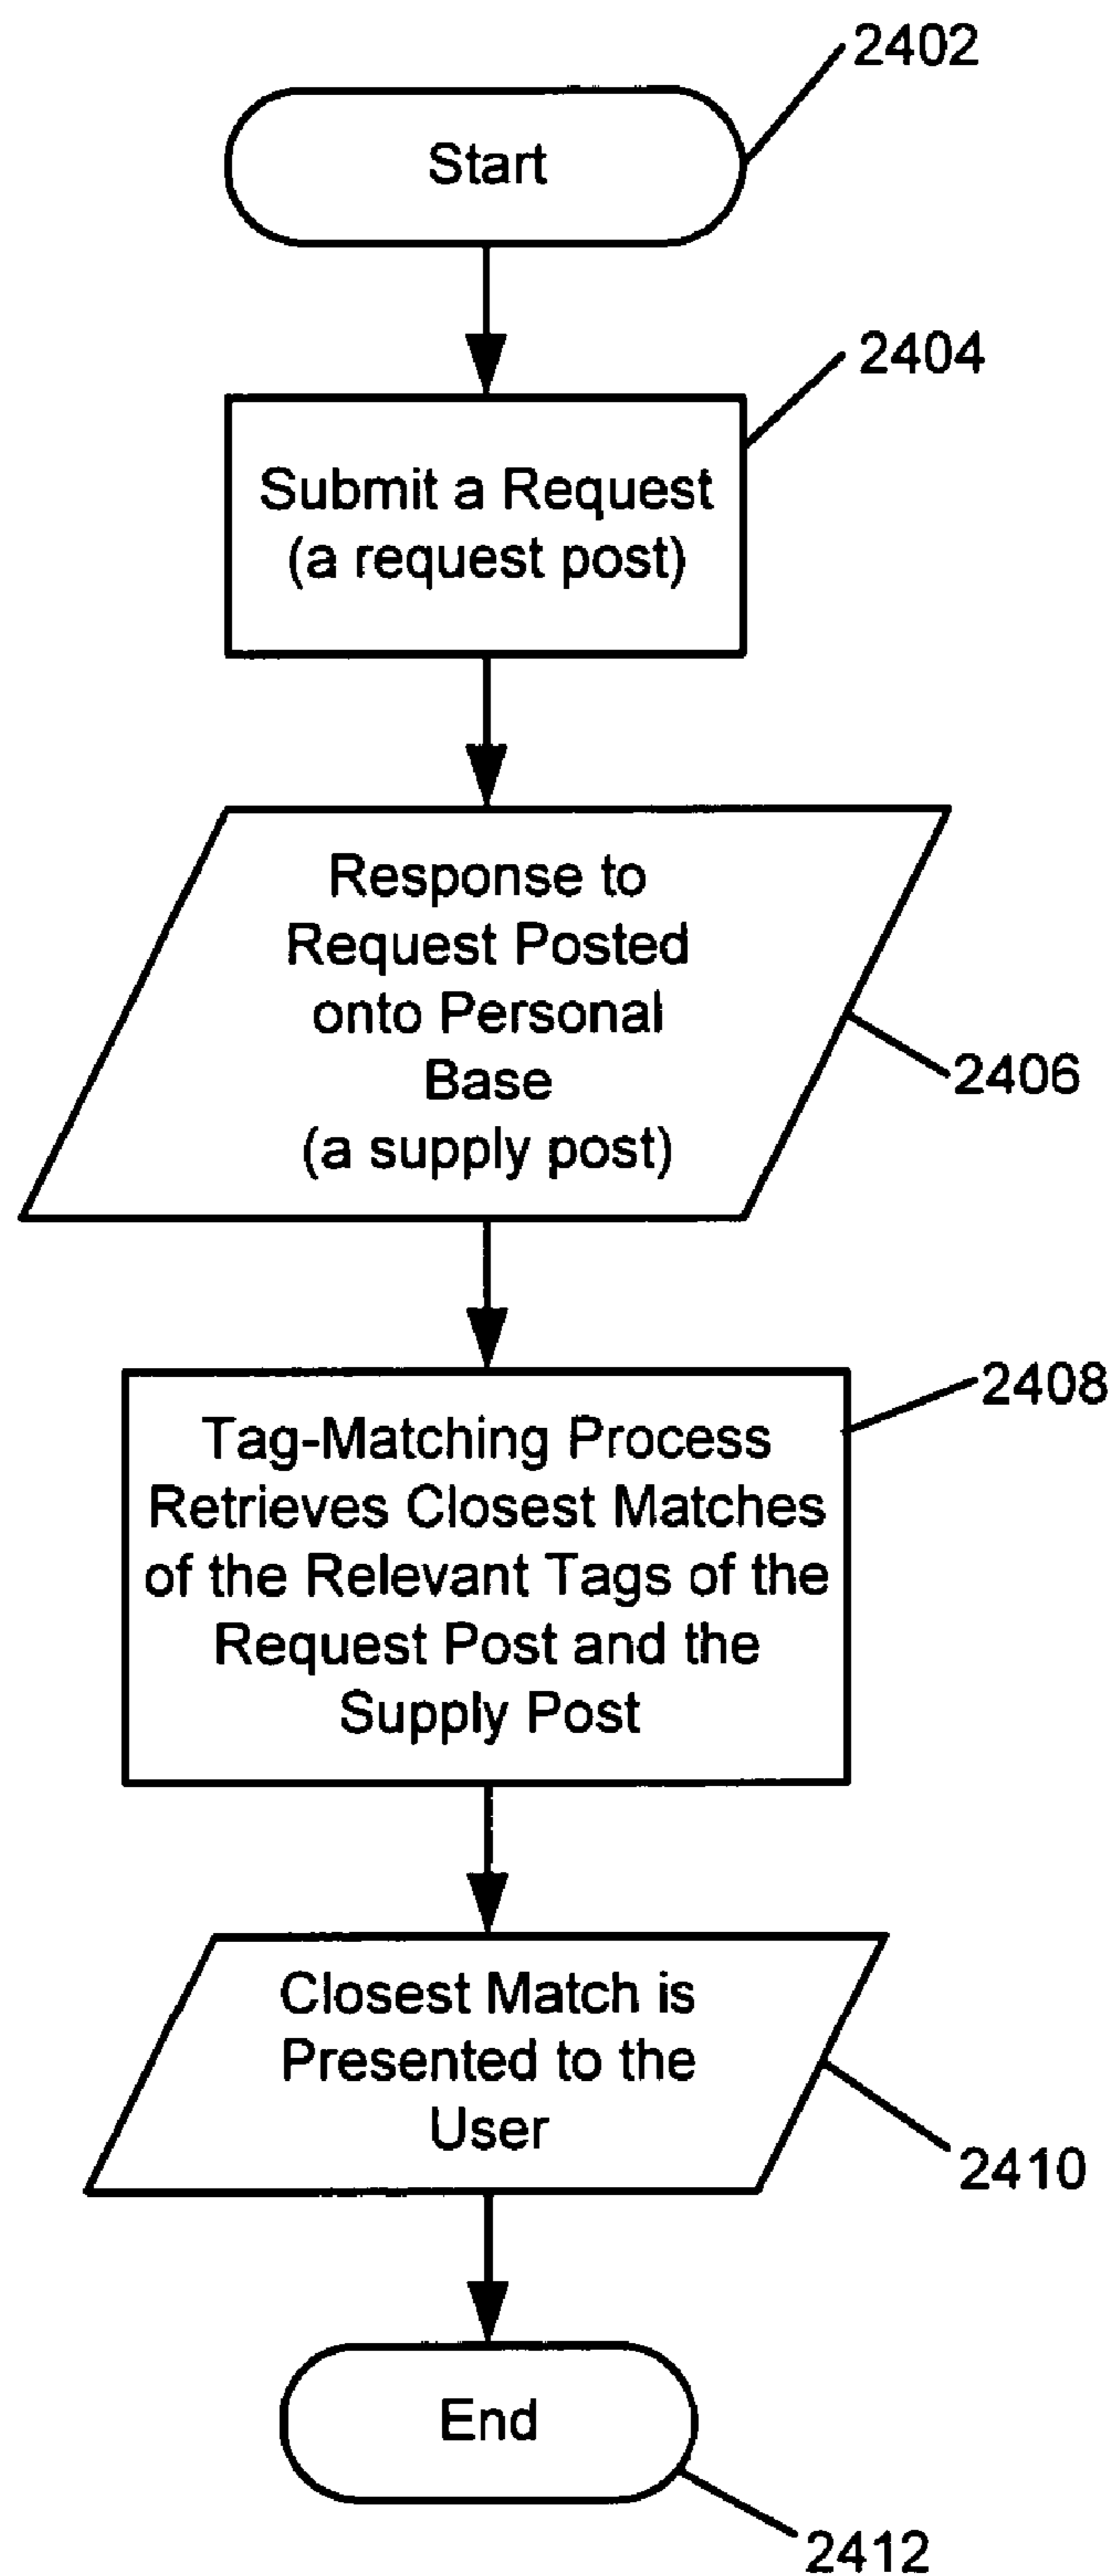 2402
Start
2404
Submit a Request
(a request post)
Response to
Request Posted
onto Personal
Base
(a supply post)
2406
2408
Tag-Matching Process
Retrieves Closest Matches
of the Relevant Tags of the
Request Post and the
Supply Post
Closest Match is
Presented to the
User
2410
End
2412